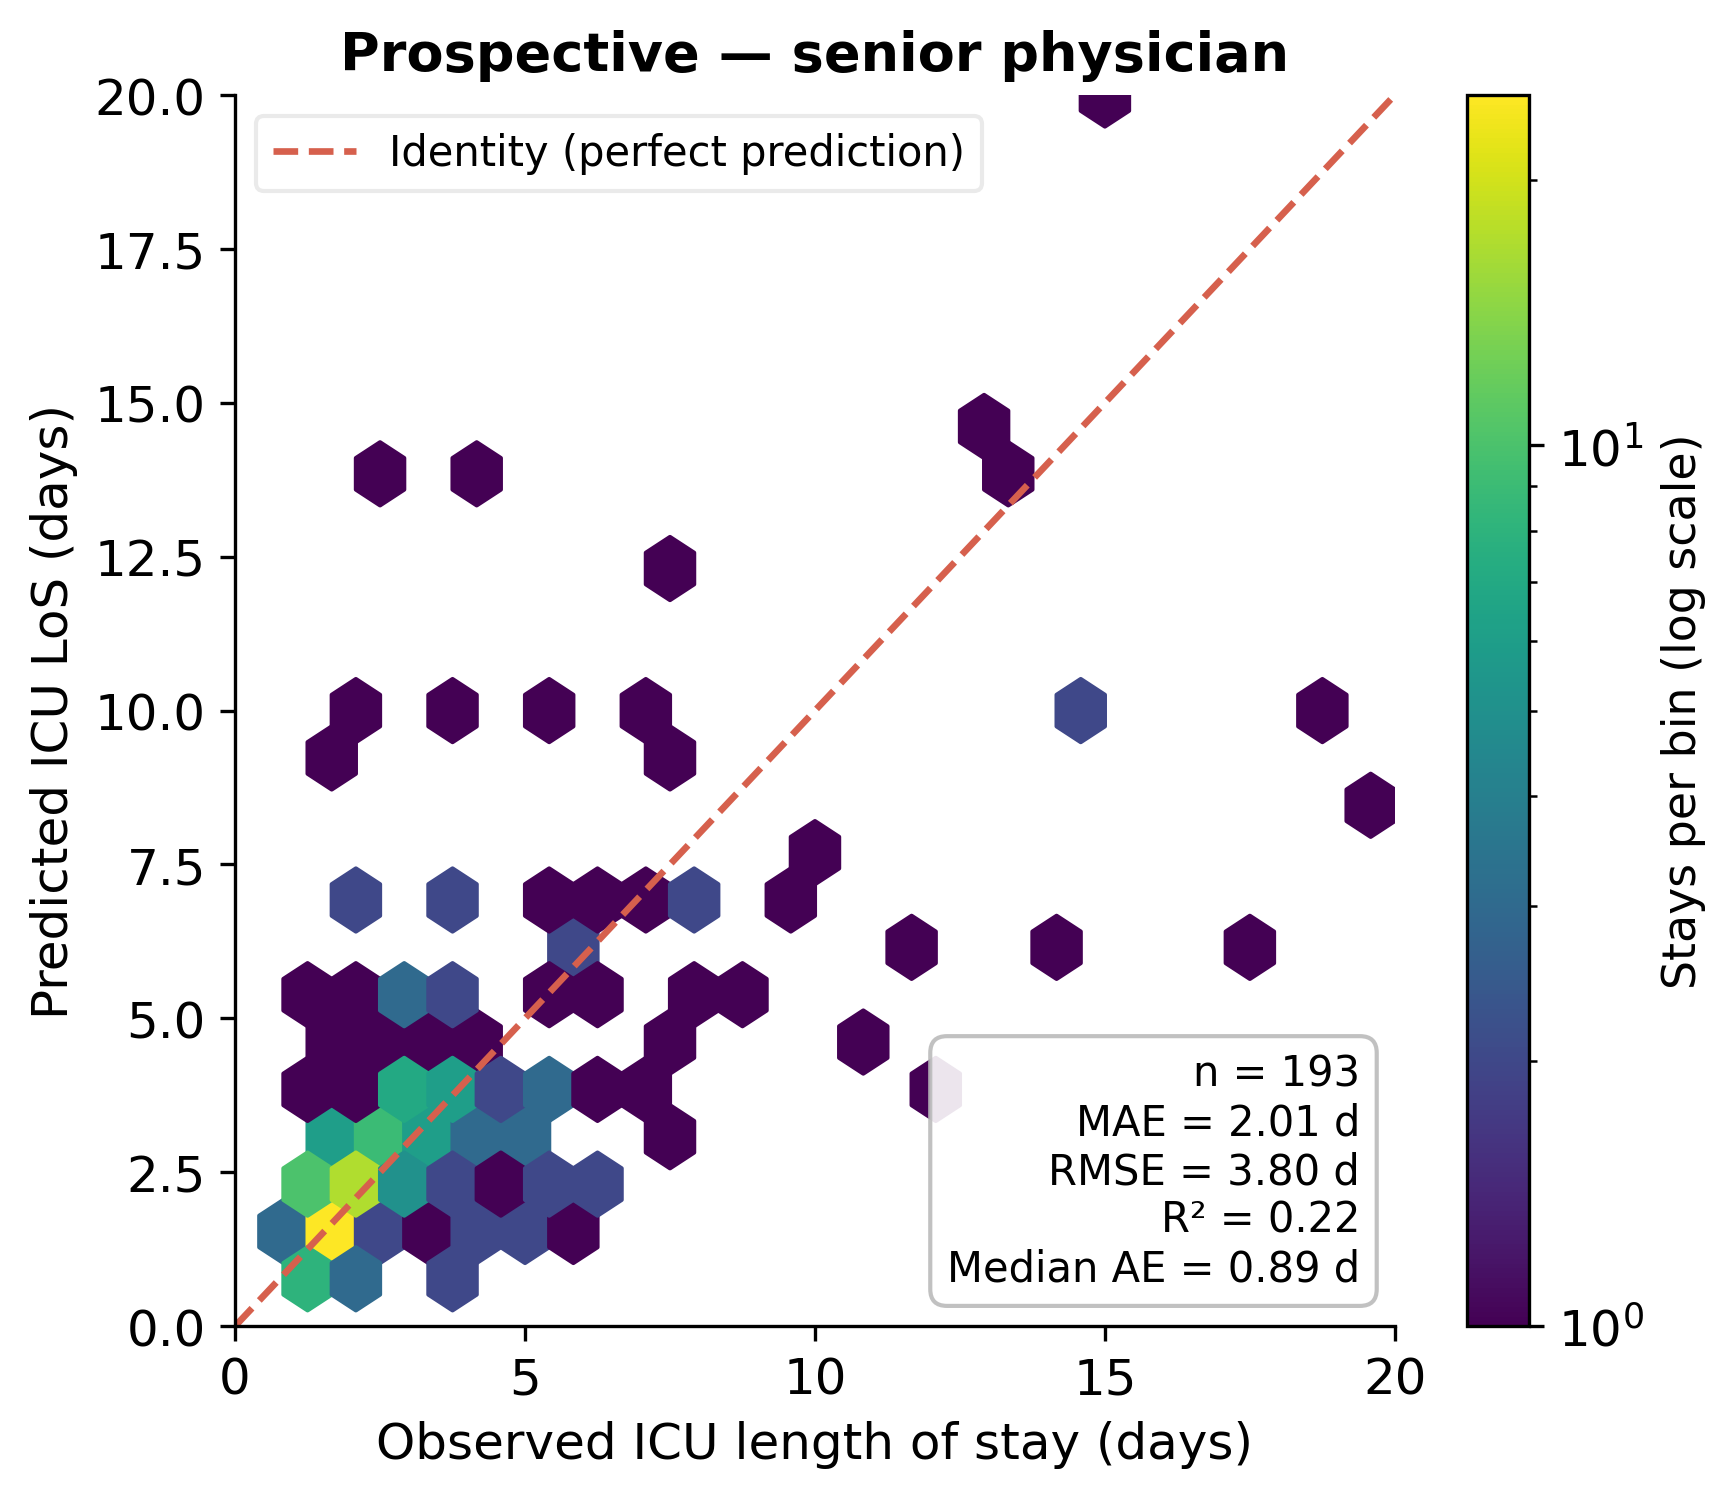 Prospective — senior physician
Identity (perfect prediction)
20.0
17.5
15.0
12.5
10.0
7.5
5.0
2.5
0.0
Predicted ICU LoS (days)
0
5
10
15
20
Observed ICU length of stay (days)
n = 193
MAE = 2.01 d
RMSE = 3.80 d
R² = 0.22
Median AE = 0.89 d
10¹
10⁰
Stays per bin (log scale)